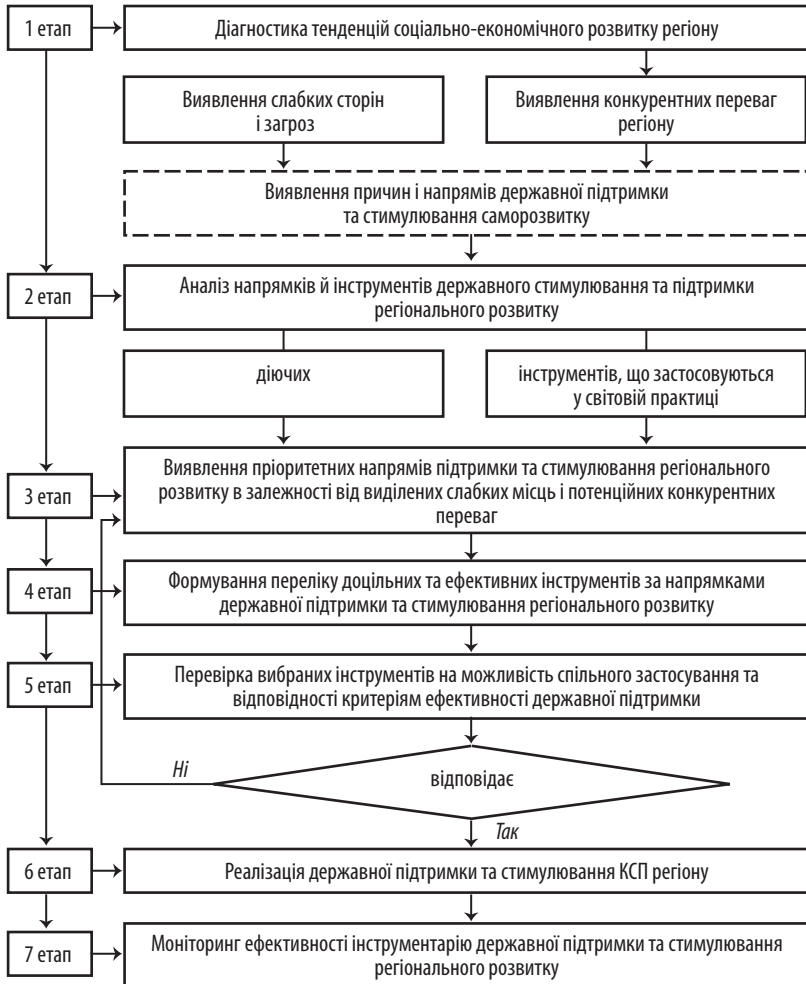 1 етап
Діагностика тенденцій соціально-економічного розвитку регіону
Виявлення слабких сторін
і загроз
Виявлення конкурентних переваг
регіону
Виявлення причин і напрямів державної підтримки
та стимулювання саморозвитку
2 етап
Аналіз напрямків й інструментів державного стимулювання та підтримки
регіонального розвитку
діючих
інструментів, що застосовуються
у світовій практиці
3 етап
Виявлення пріоритетних напрямів підтримки та стимулювання регіонального
розвитку в залежності від виділених слабких місць і потенційних конкурентних
переваг
4 етап
Формування переліку доцільних та ефективних інструментів за напрямками
державної підтримки та стимулювання регіонального розвитку
5 етап
Перевірка вибраних інструментів на можливість спільного застосування та
відповідності критеріям ефективності державної підтримки
Ні
відповідає
Так
6 етап
Реалізація державної підтримки та стимулювання КСП регіону
7 етап
Моніторинг ефективності інструментарію державної підтримки та стимулювання
регіонального розвитку